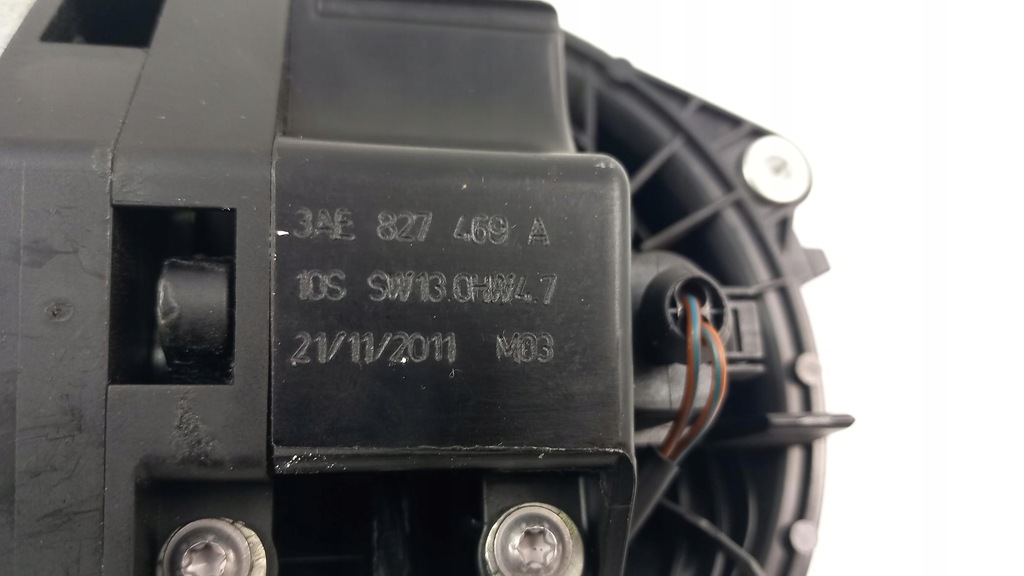 3AE 827 469 A
10S SW13.0HW4.7
21/11/2011 M03